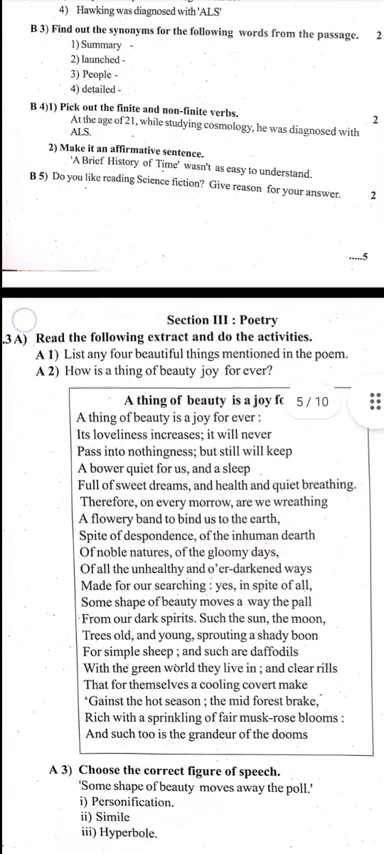 4) Hawking was diagnosed with 'ALS'
B 3) Find out the synonyms for the following words from the passage. 2
1) Summary -
2) launched -
3) People -
4) detailed -
B 4)1) Pick out the finite and non-finite verbs.
At the age of 21, while studying cosmology, he was diagnosed with 2
ALS.
2) Make it an affirmative sentence.
'A Brief History of Time' wasn't as easy to understand.
B 5) Do you like reading Science fiction? Give reason for your answer. 2
.....5
Section III : Poetry
.3 A) Read the following extract and do the activities.
A 1) List any four beautiful things mentioned in the poem.
A 2) How is a thing of beauty joy for ever?
A thing of beauty is a joy fc 5 / 10
A thing of beauty is a joy for ever :
Its loveliness increases; it will never
Pass into nothingness; but still will keep
A bower quiet for us, and a sleep
Full of sweet dreams, and health and quiet breathing.
Therefore, on every morrow, are we wreathing
A flowery band to bind us to the earth,
Spite of despondence, of the inhuman dearth
Of noble natures, of the gloomy days,
Of all the unhealthy and o'er-darkened ways
Made for our searching : yes, in spite of all,
Some shape of beauty moves a way the pall
From our dark spirits. Such the sun, the moon,
Trees old, and young, sprouting a shady boon
For simple sheep ; and such are daffodils
With the green world they live in ; and clear rills
That for themselves a cooling covert make
'Gainst the hot season ; the mid forest brake,
Rich with a sprinkling of fair musk-rose blooms :
And such too is the grandeur of the dooms
A 3) Choose the correct figure of speech.
'Some shape of beauty moves away the poll.'
i) Personification.
ii) Simile
iii) Hyperbole.